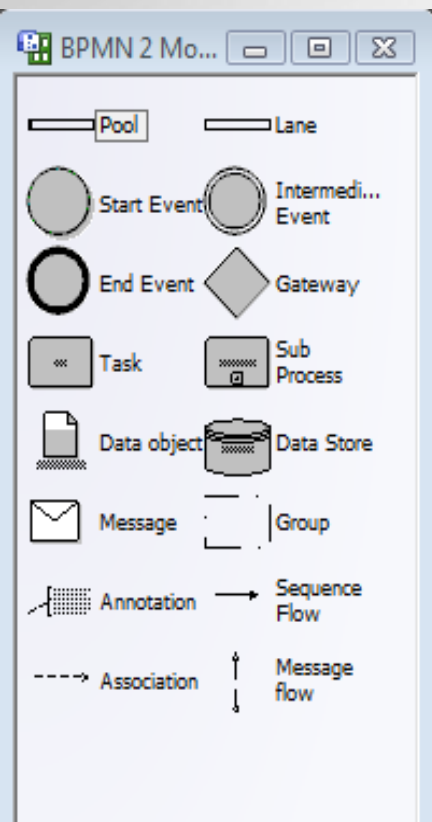 BPMN 2 Mo...
Pool
Lane
Start Event
Intermedi...
Event
End Event
Gateway
Task
Sub
Process
Data object
Data Store
Message
Group
Annotation
Sequence
Flow
Association
Message
flow